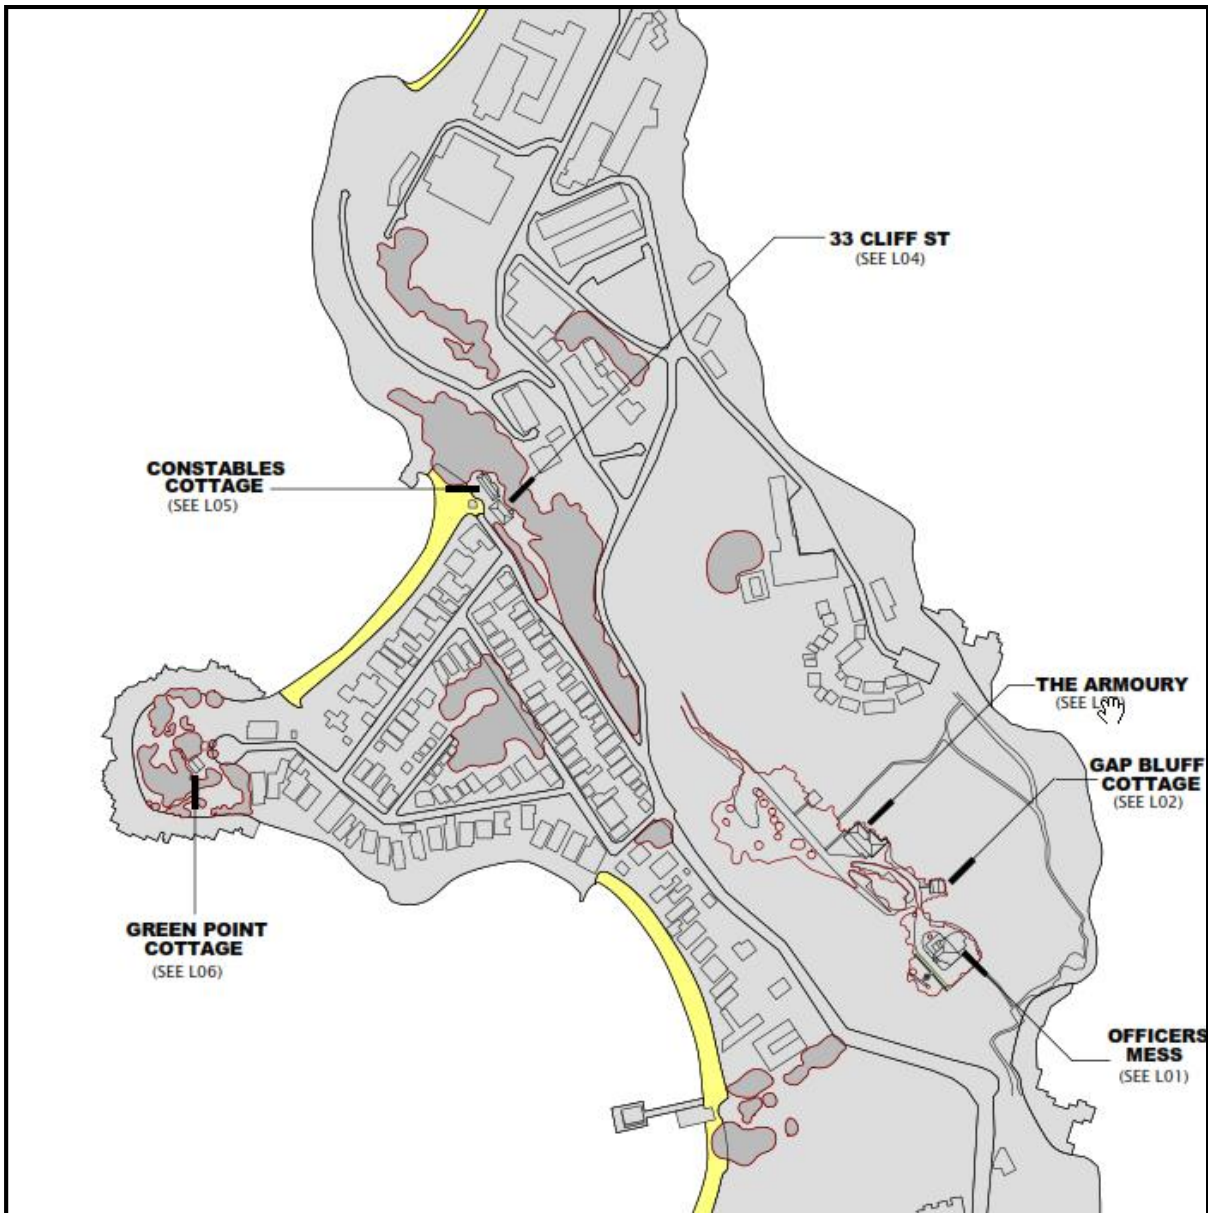 33 CLIFF ST
(SEE L04)
CONSTABLES
COTTAGE
(SEE L05)
THE ARMOURY
(SEE
GAP BLUFF
COTTAGE
(SEE L02)
GREEN POINT
COTTAGE
(SEE L06)
OFFICERS
MESS
(SEE L01)